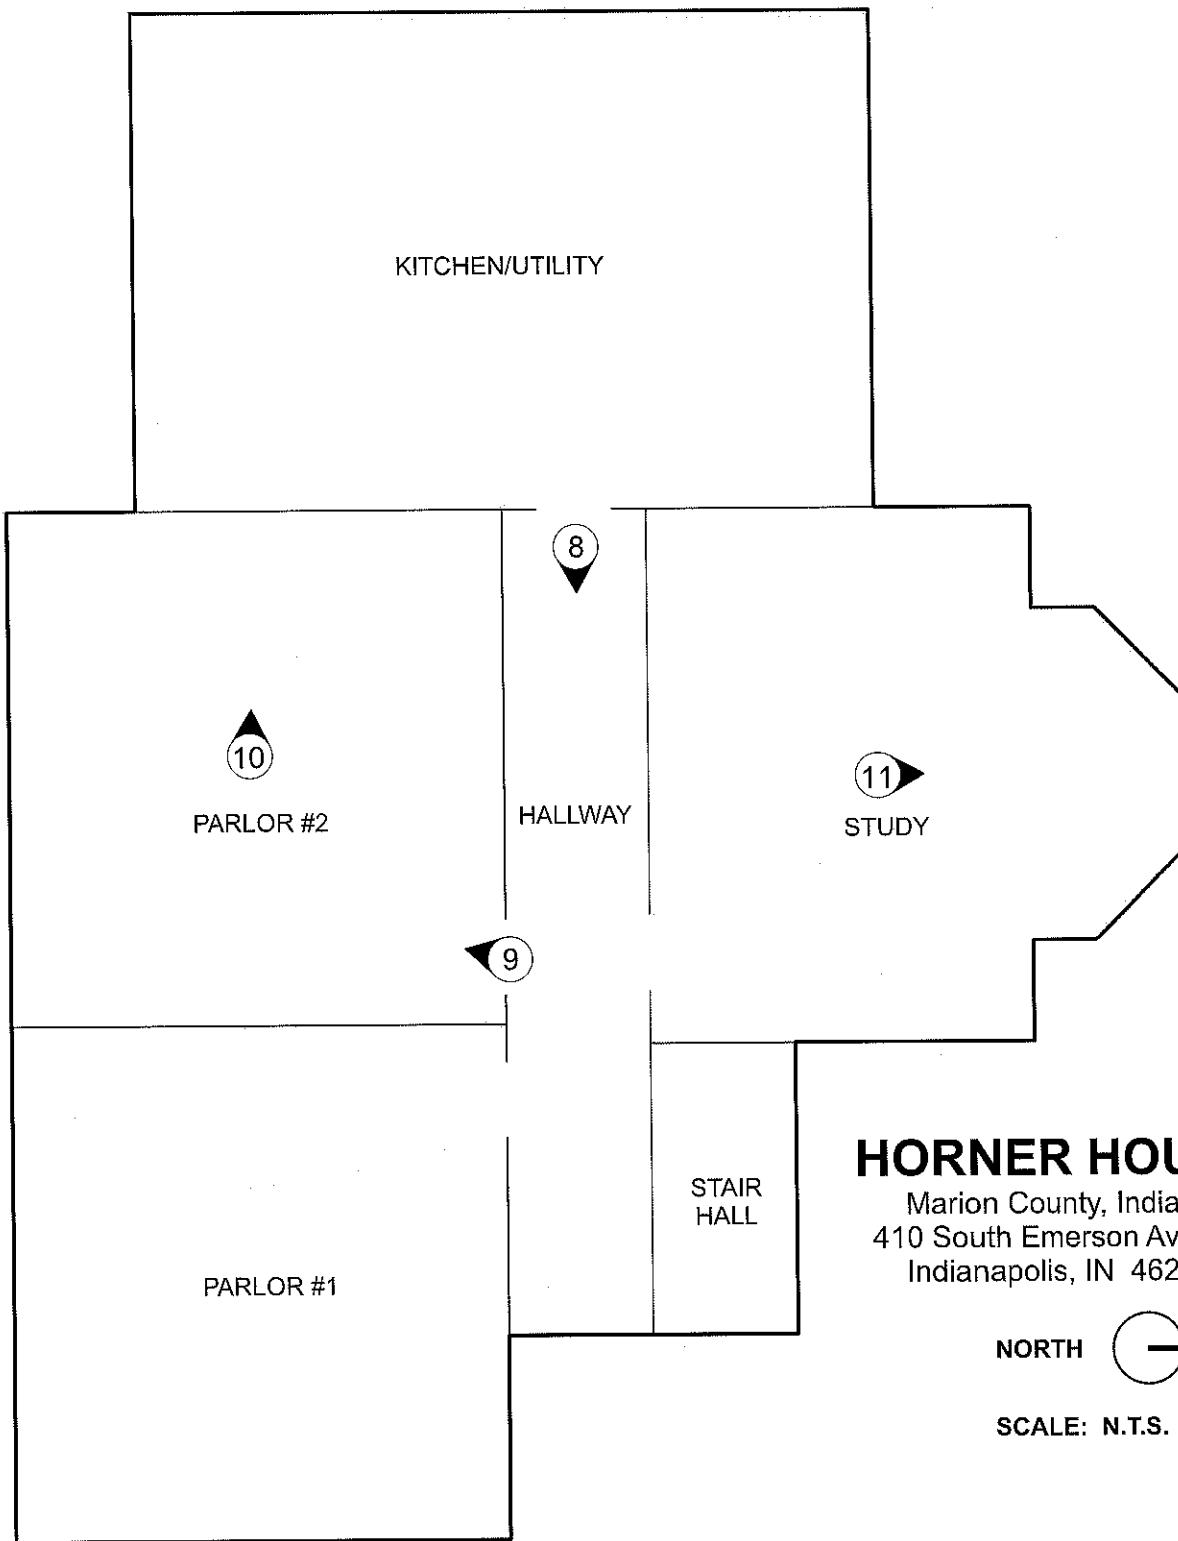 KITCHEN/UTILITY
8
10
PARLOR #2
HALLWAY
11
STUDY
9
STAIR
HALL
PARLOR #1
HORNER HOU
Marion County, India
410 South Emerson Av
Indianapolis, IN 462
NORTH
SCALE: N.T.S.